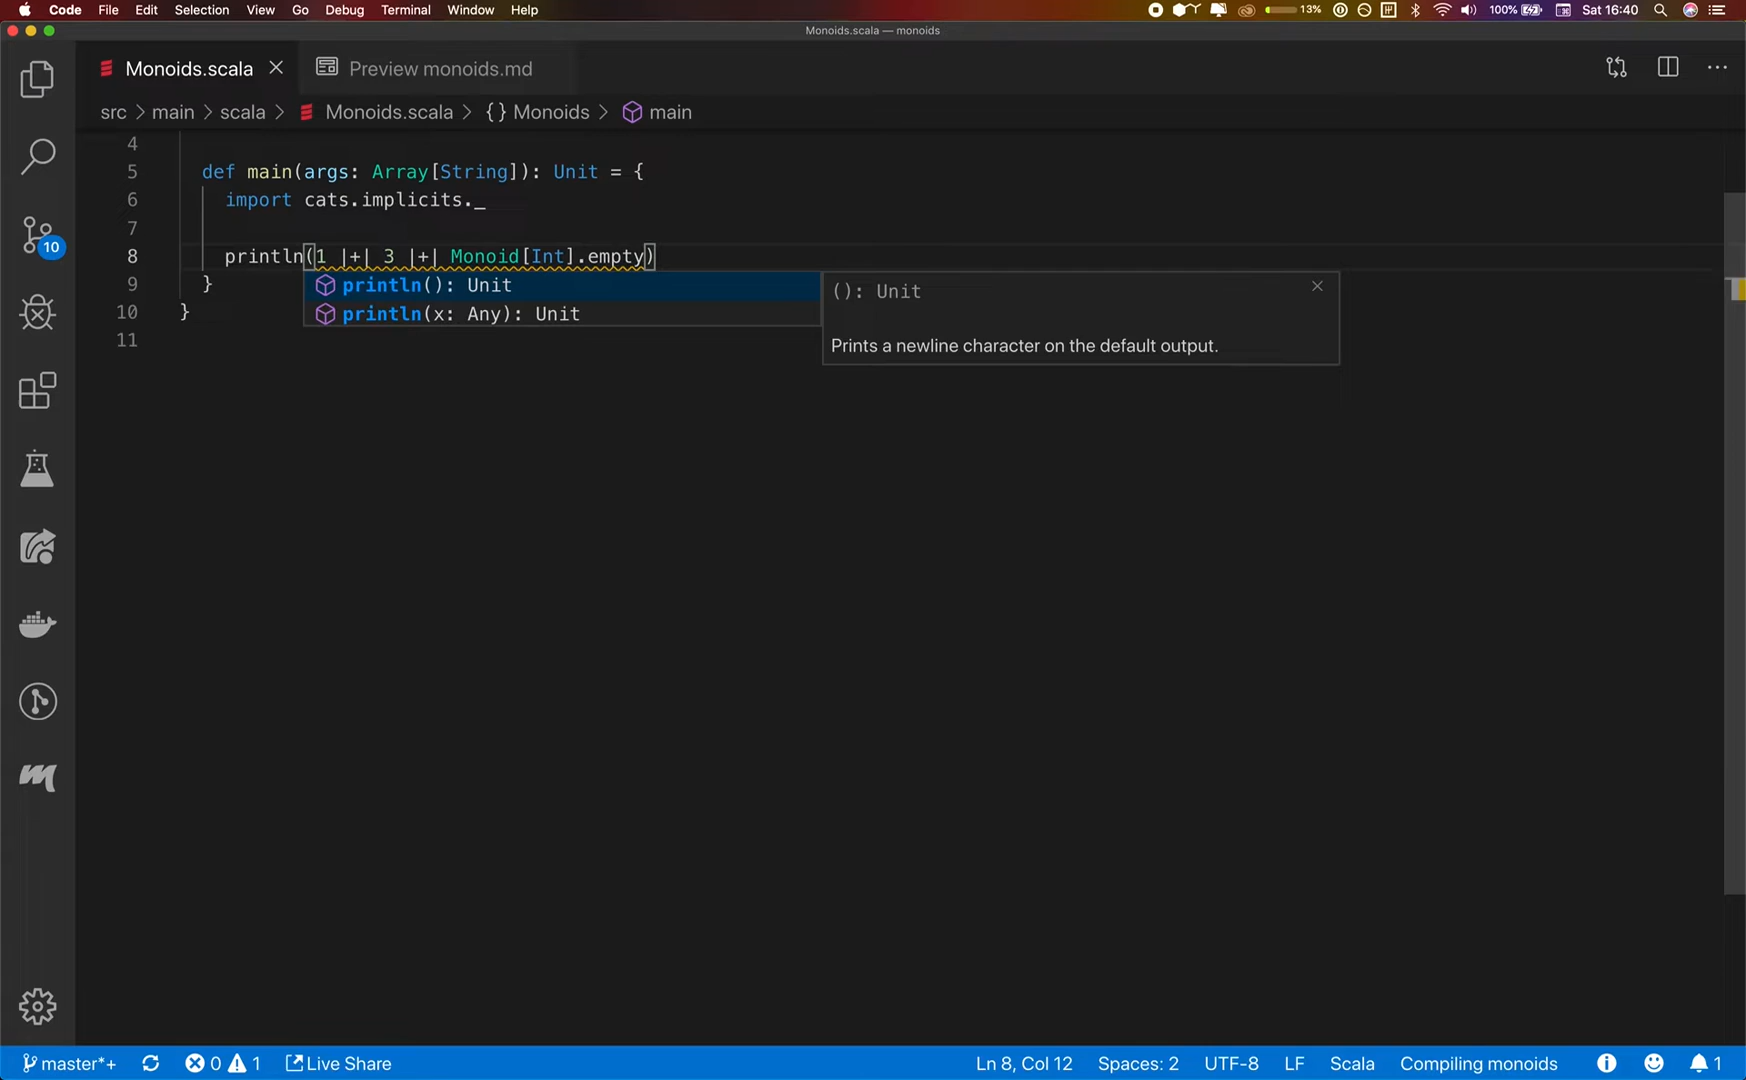 Code File Edit Selection View Go Debug Terminal Window Help 13% 100% Sat 16:40
Monoids.scala — monoids
Monoids.scala Preview monoids.md
src > main > scala > Monoids.scala > {} Monoids > main
4
5 def main(args: Array[String]): Unit = {
6 import cats.implicits._
7
8 println(1 |+| 3 |+| Monoid[Int].empty)
println(): Unit
(): Unit
9 }
println(x: Any): Unit
10 }
11
Prints a newline character on the default output.
10
master*+ 0 1 Live Share Ln 8, Col 12 Spaces: 2 UTF-8 LF Scala Compiling monoids 1